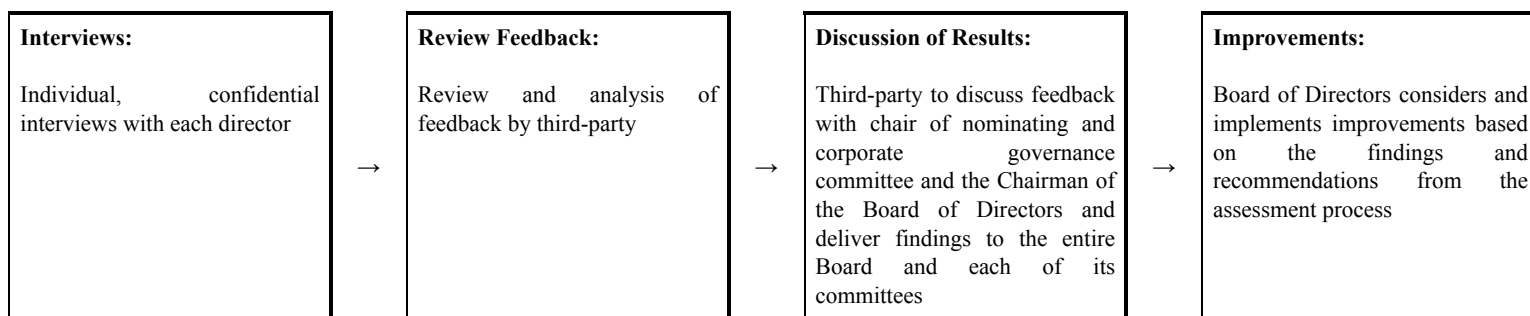 Interviews:
Individual, confidential
interviews with each director
→
Review Feedback:
Review and analysis of
feedback by third-party
→
Discussion of Results:
Third-party to discuss feedback
with chair of nominating and
corporate governance
committee and the Chairman of
the Board of Directors and
deliver findings to the entire
Board and each of its
committees
→
Improvements:
Board of Directors considers and
implements improvements based
on the findings and
recommendations from the
assessment process